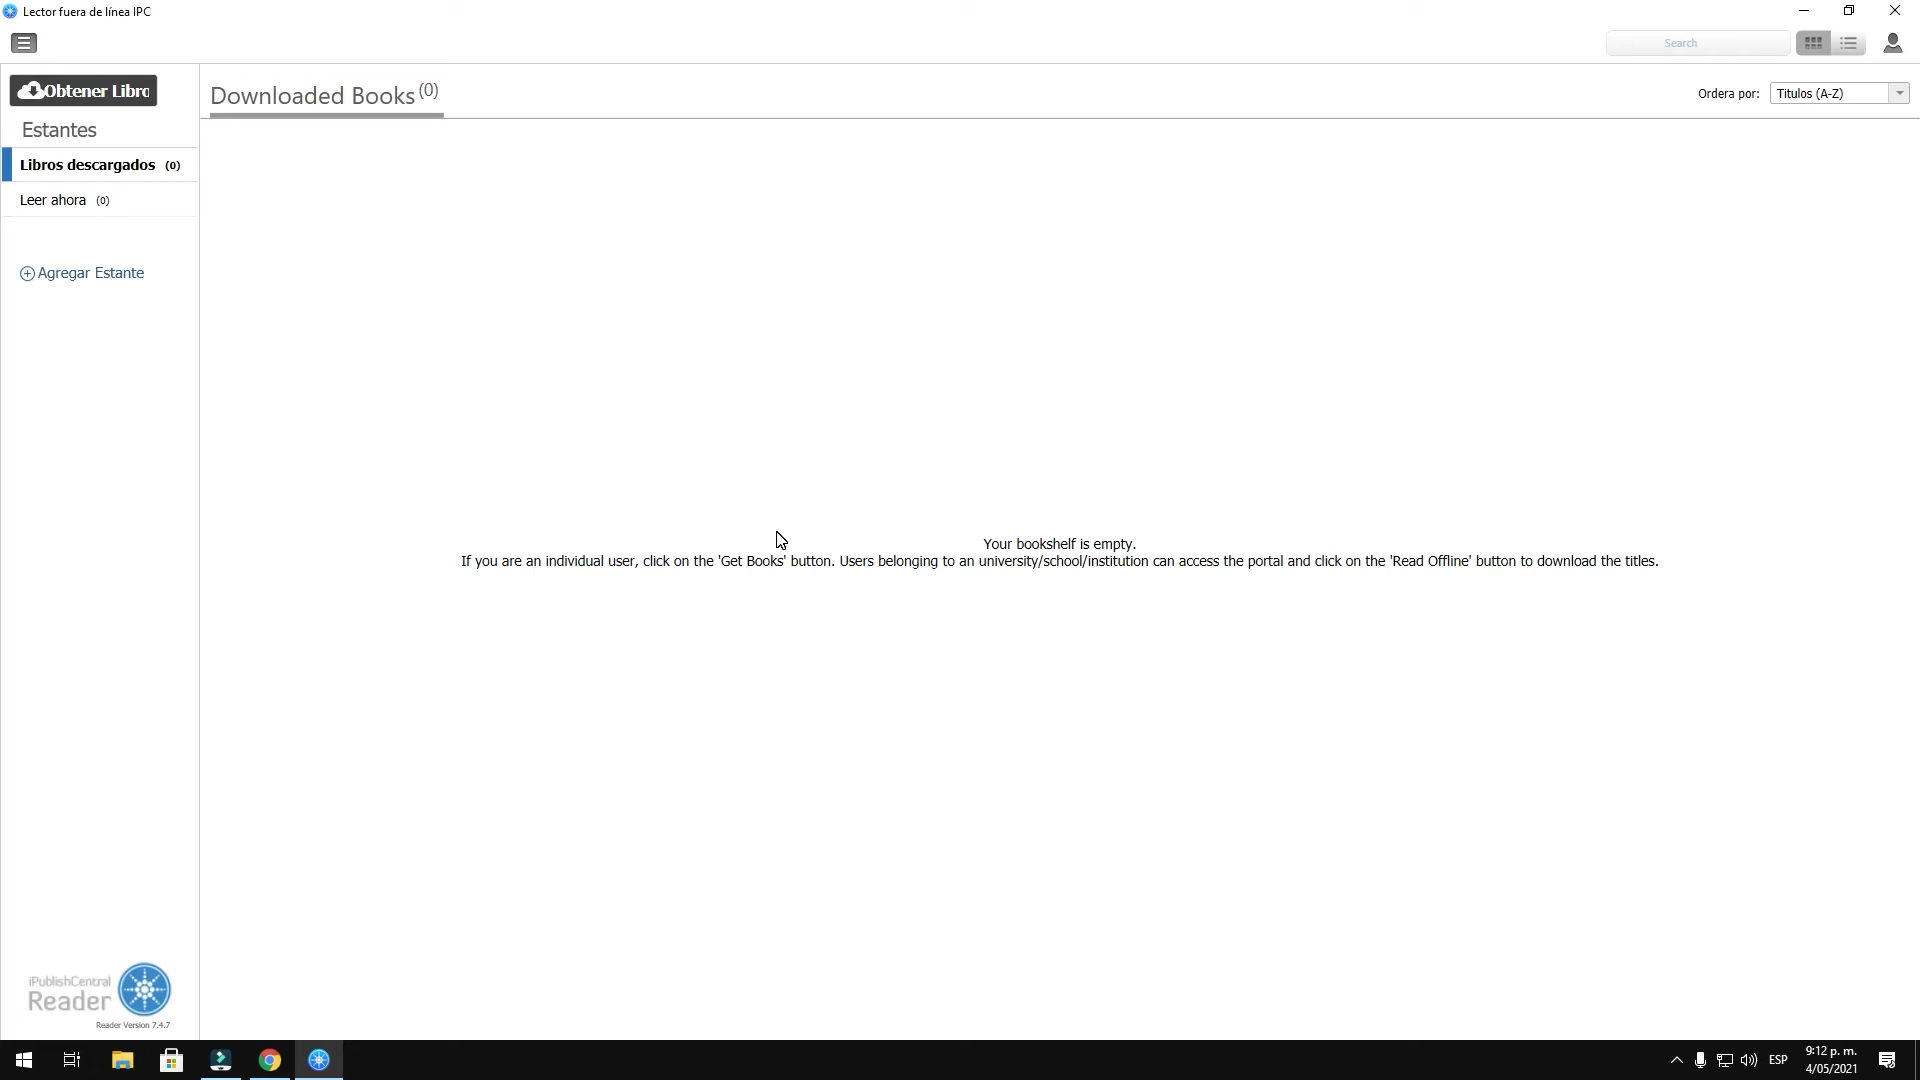 Lector fuera de línea IPC
Search
Obtener Libro
Downloaded Books (0)
Ordera por: Titulos (A-Z)
Estantes
Libros descargados (0)
Leer ahora (0)
Agregar Estante
Your bookshelf is empty.
If you are an individual user, click on the 'Get Books' button. Users belonging to an university/school/institution can access the portal and click on the 'Read Offline' button to download the titles.
iPublishCentral
Reader
Reader Version 7.4.7
ESP
9:12 p. m.
4/05/2021